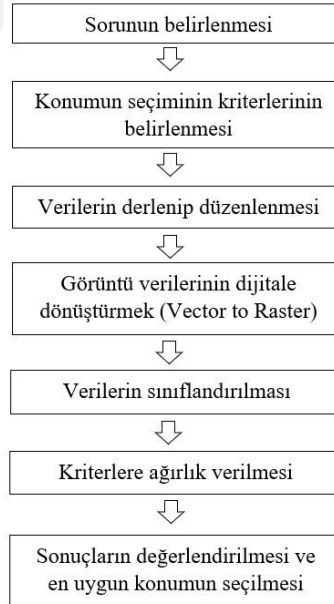 Sorunun belirlenmesi
Konumun seçiminin kriterlerinin
belirlenmesi
Verilerin derlenip düzenlenmesi
Görüntü verilerinin dijitale
dönüştürmek (Vector to Raster)
Verilerin sınıflandırılması
Kriterlere ağırlık verilmesi
Sonuçların değerlendirilmesi ve
en uygun konumun seçilmesi